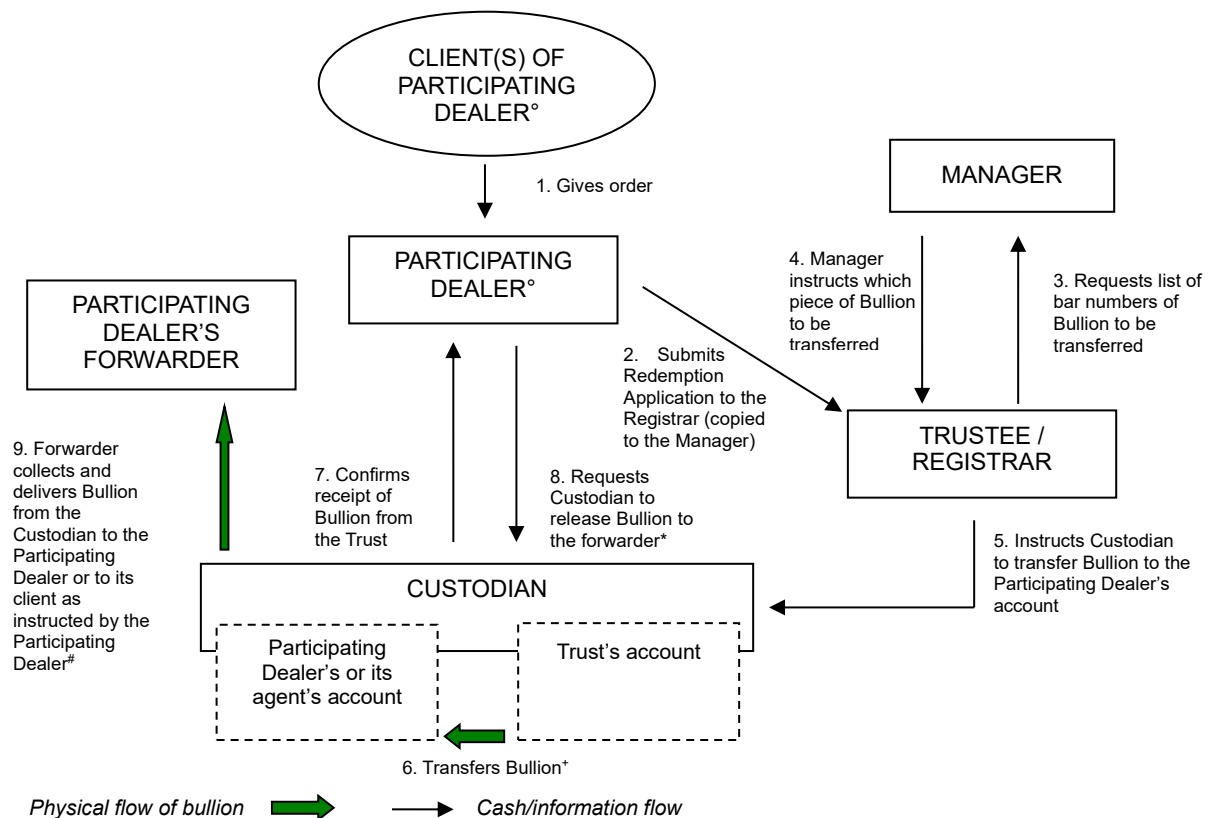 CLIENT(S) OF
PARTICIPATING
DEALER°
1. Gives order
MANAGER
PARTICIPATING
DEALER°
4. Manager
instructs which
piece of Bullion
to be
transferred
3. Requests list of
bar numbers of
Bullion to be
transferred
PARTICIPATING
DEALER'S
FORWARDER
2. Submits
Redemption
Application to the
Registrar (copied
to the Manager)
TRUSTEE /
REGISTRAR
9. Forwarder
collects and
delivers Bullion
from the
Custodian to the
Participating
Dealer or to its
client as
instructed by the
Participating
Dealer#
7. Confirms
receipt of
Bullion from
the Trust
8. Requests
Custodian to
release Bullion to
the forwarder*
5. Instructs Custodian
to transfer Bullion to the
Participating Dealer's
account
CUSTODIAN
Participating
Dealer's or its
agent's account
Trust's account
6. Transfers Bullion+
Physical flow of bullion
Cash/information flow